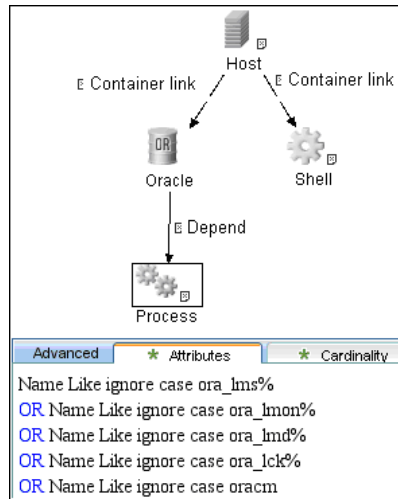 Host
Container link
Container link
OR
Oracle
Shell
Depend
Process
Advanced
* Attributes
* Cardinality
Name Like ignore case ora_lms%
OR Name Like ignore case ora_lmon%
OR Name Like ignore case ora_lmd%
OR Name Like ignore case ora_lck%
OR Name Like ignore case oracm